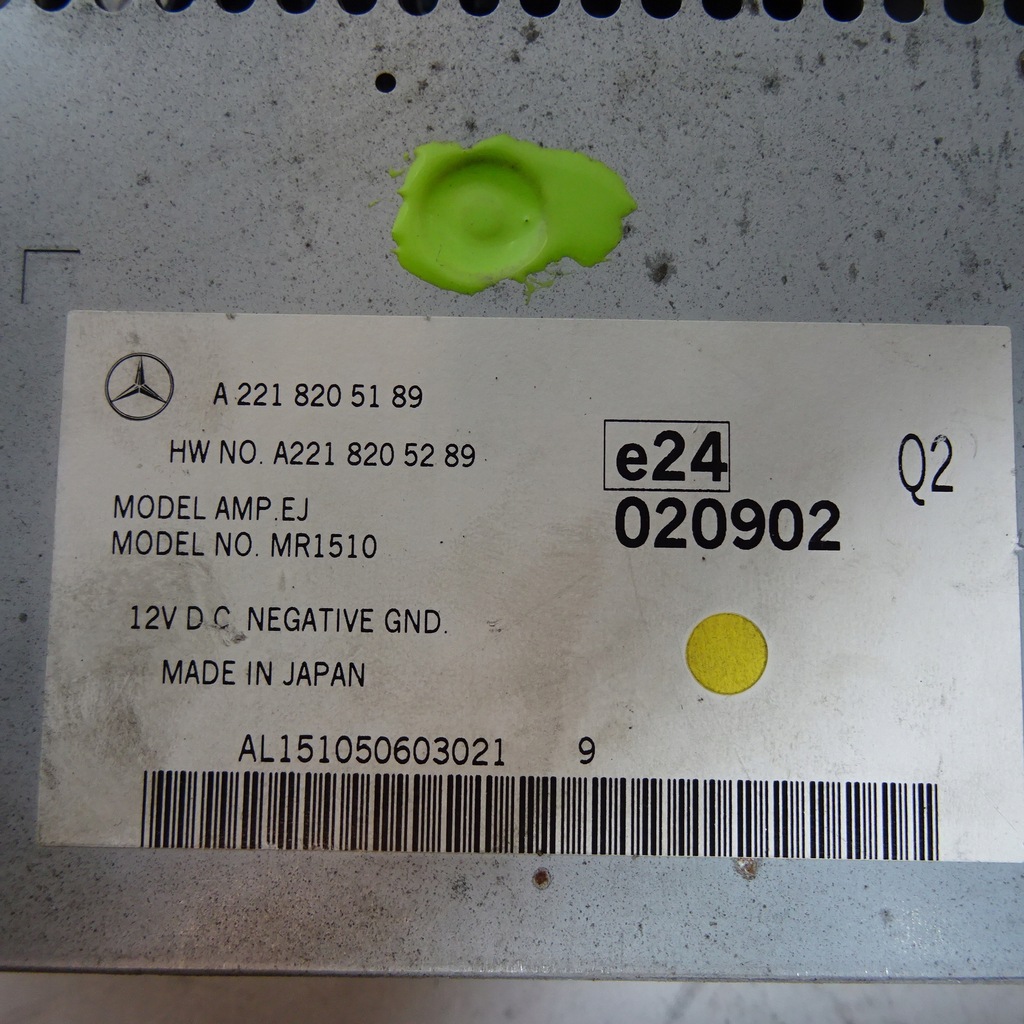 A 221 820 51 89
HW NO. A221 820 52 89
MODEL AMP.EJ
MODEL NO. MR1510
e24
020902
Q2
12V D C NEGATIVE GND.
MADE IN JAPAN
AL151050603021 9